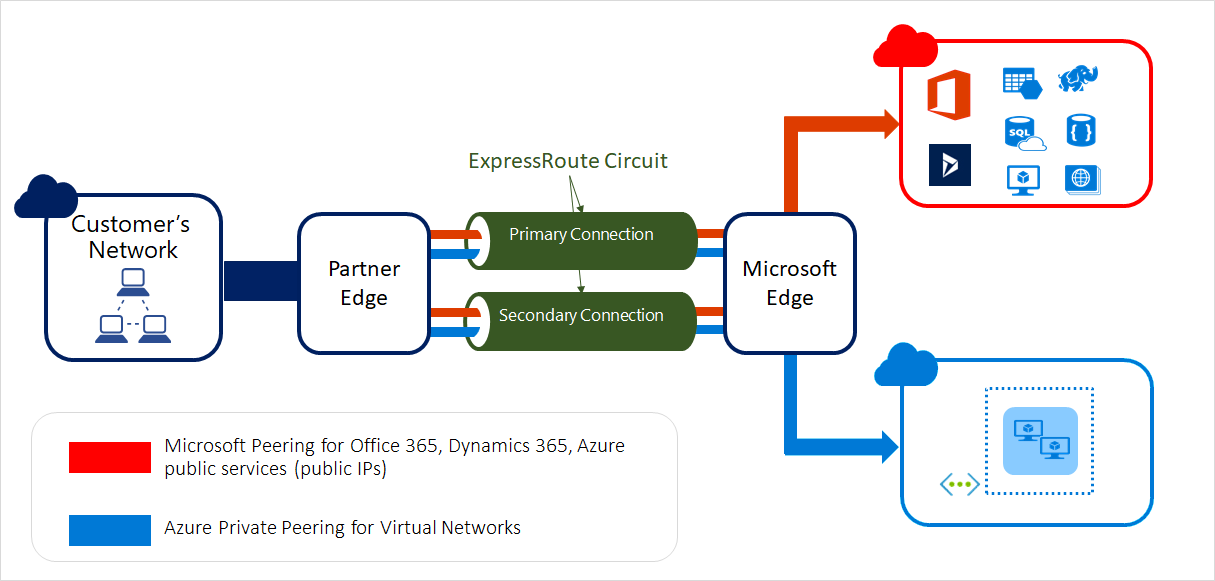 ExpressRoute Circuit
Customer's
Network
Partner
Edge
Primary Connection
Secondary Connection
Microsoft
Edge
SQL
Microsoft Peering for Office 365, Dynamics 365, Azure
public services (public IPs)
Azure Private Peering for Virtual Networks